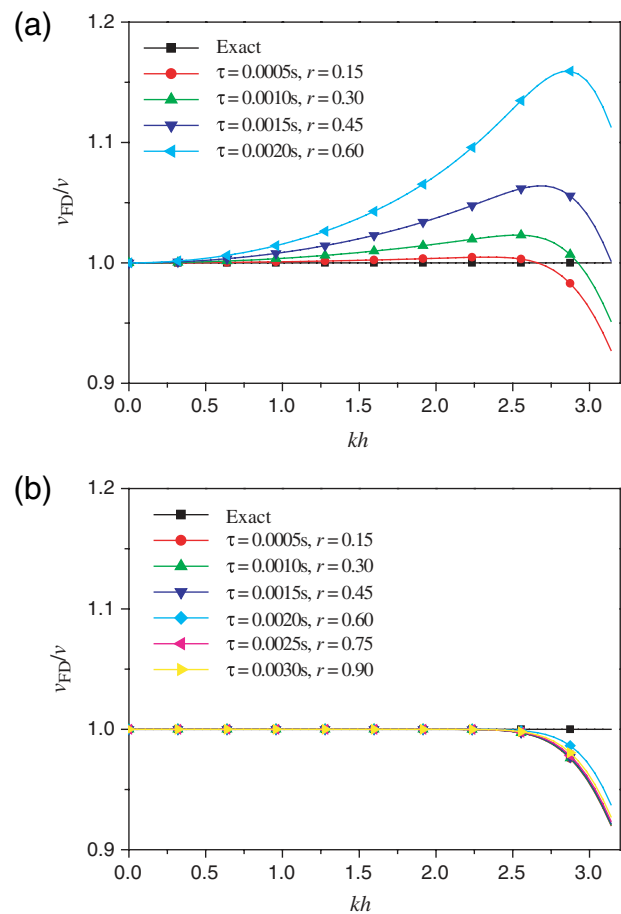 (a)
1.2
1.1
1.0
0.9
v_FD/v
Exact
τ = 0.0005s, r = 0.15
τ = 0.0010s, r = 0.30
τ = 0.0015s, r = 0.45
τ = 0.0020s, r = 0.60
0.0 0.5 1.0 1.5 2.0 2.5 3.0
kh
(b)
1.2
1.1
1.0
0.9
v_FD/v
Exact
τ = 0.0005s, r = 0.15
τ = 0.0010s, r = 0.30
τ = 0.0015s, r = 0.45
τ = 0.0020s, r = 0.60
τ = 0.0025s, r = 0.75
τ = 0.0030s, r = 0.90
0.0 0.5 1.0 1.5 2.0 2.5 3.0
kh